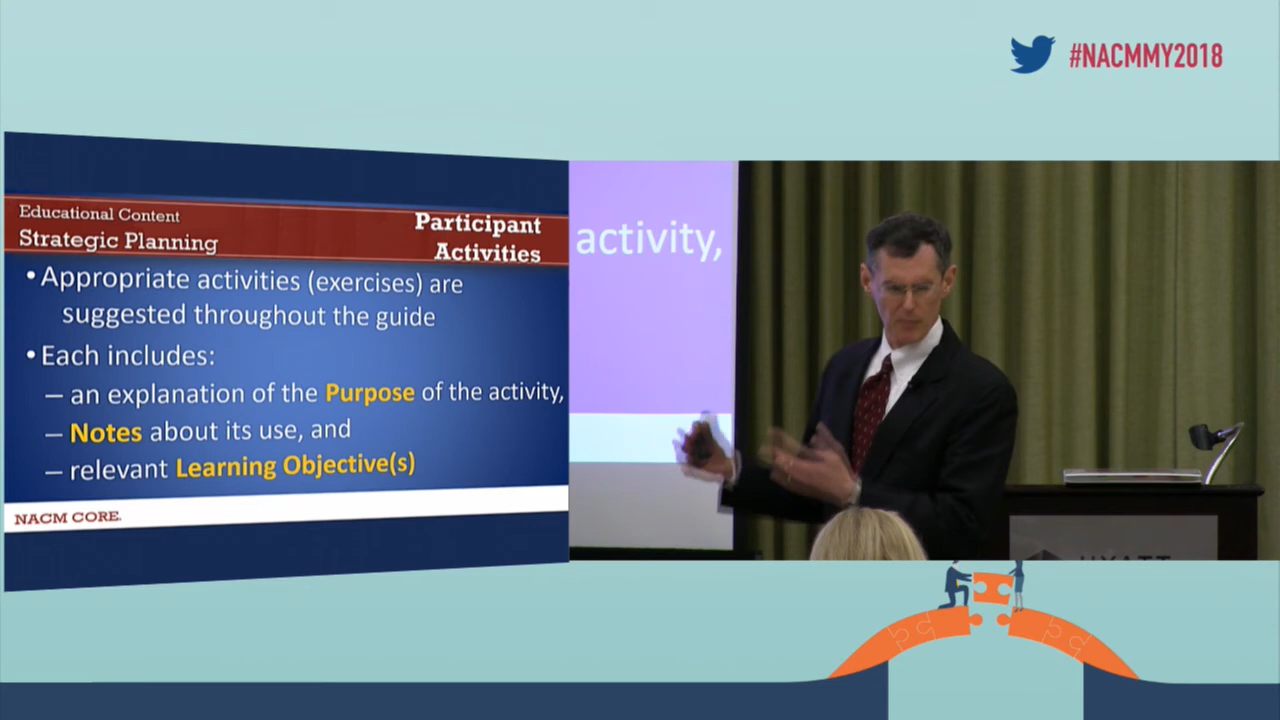 #NACMMY2018
Educational Content
Strategic Planning
Participant
Activities
•Appropriate activities (exercises) are
suggested throughout the guide
•Each includes:
– an explanation of the Purpose of the activity,
– Notes about its use, and
– relevant Learning Objective(s)
NACM CORE.
activity,
HYATT